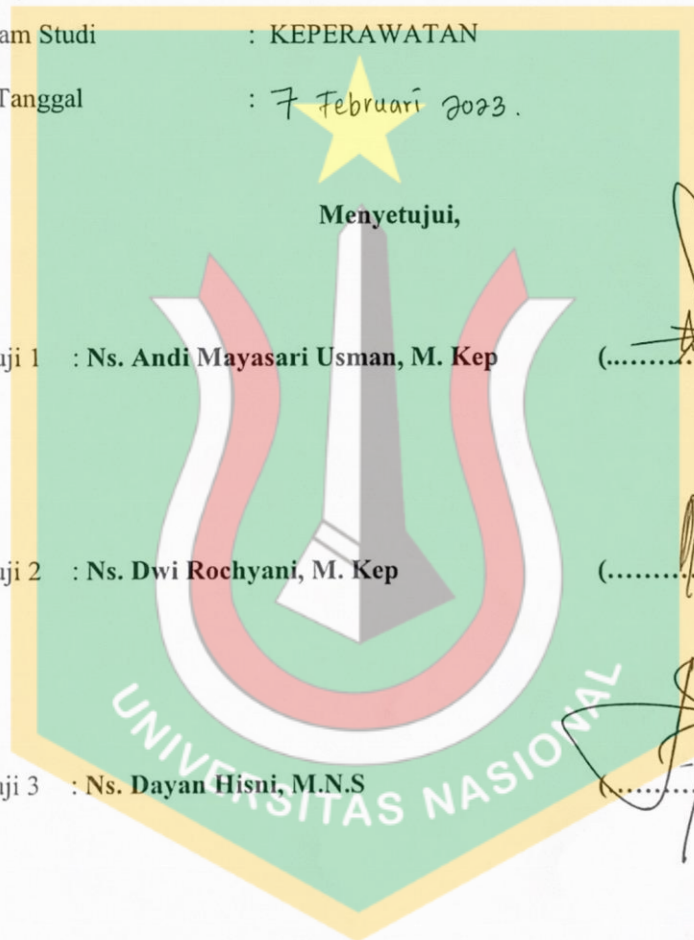 am Studi : KEPERAWATAN
Tanggal : 7 Februari 2023.
Menyetujui,
uji 1 : Ns. Andi Mayasari Usman, M. Kep (..........
uji 2 : Ns. Dwi Rochyani, M. Kep (..........
uji 3 : Ns. Dayan Hisni, M.N.S (..........
UNIVERSITAS NASIONAL